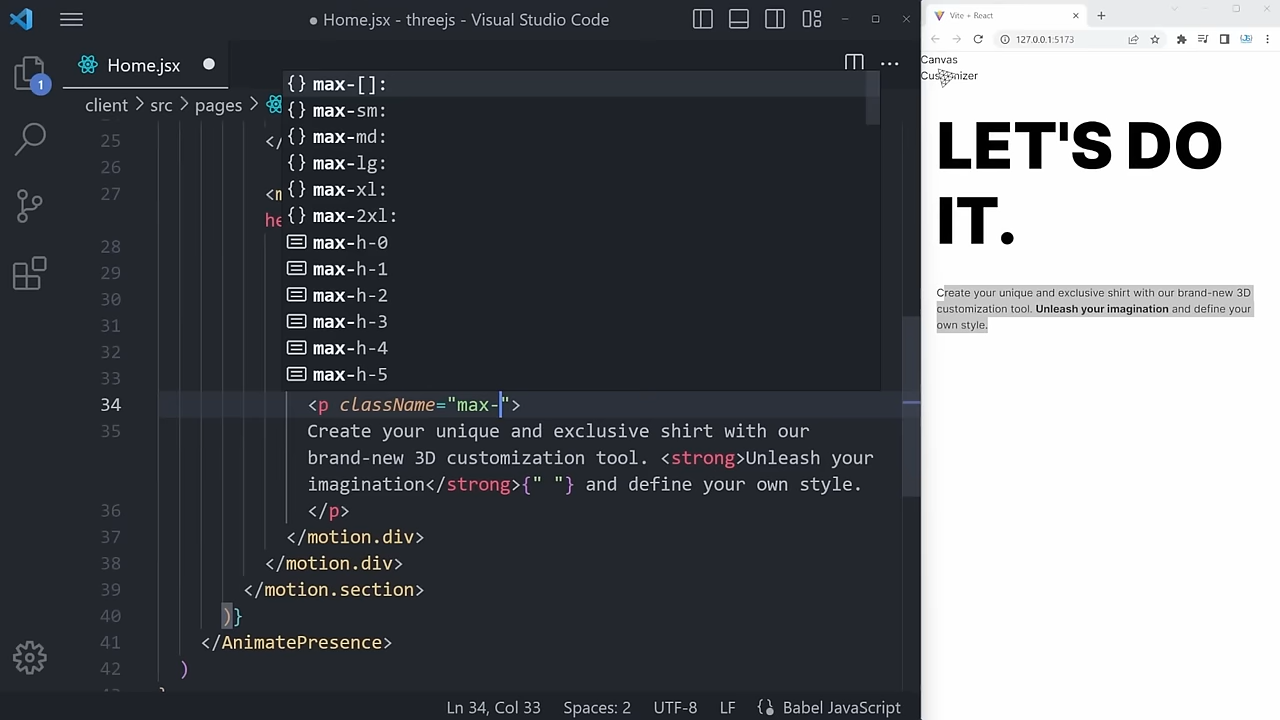 Home.jsx - threejs - Visual Studio Code
Home.jsx
1
client > src > pages >
max-[]:
max-sm:
max-md:
max-lg:
max-xl:
max-2xl:
max-h-0
max-h-1
max-h-2
max-h-3
max-h-4
max-h-5
25 </
26
27 <m
he
28
29
30
31
32
33
34 <p className="max-">
35 Create your unique and exclusive shirt with our
brand-new 3D customization tool. <strong>Unleash your
imagination</strong>{" "} and define your own style.
36 </p>
37 </motion.div>
38 </motion.div>
39 </motion.section>
40 )}
41 </AnimatePresence>
42 )
Ln 34, Col 33 Spaces: 2 UTF-8 LF Babel JavaScript
Vite + React
127.0.0.1:5173
Canvas
Customizer
LET'S DO
IT.
Create your unique and exclusive shirt with our brand-new 3D
customization tool. Unleash your imagination and define your
own style.